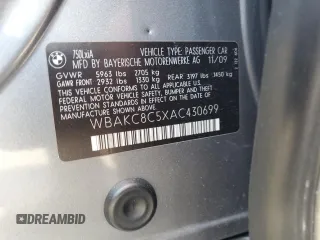 750LxiA
VEHICLE TYPE: PASSENGER CAR
MFD BY BAYERISCHE MOTORENWERKE AG 11/09
GVWR 5963 lbs 2705 kg
GAWR FRONT: 2932 lbs 1330 kg GAWR REAR: 3197 lbs 1450 kg
THIS VEHICLE CONFORMS TO ALL APPLICABLE FEDERAL
MOTOR VEHICLE SAFETY, BUMPER AND THEFT
PREVENTION STANDARDS IN EFFECT ON THE DATE OF
MANUFACTURE SHOWN ABOVE.
WBAKC8C5XAC430699
DREAMBID